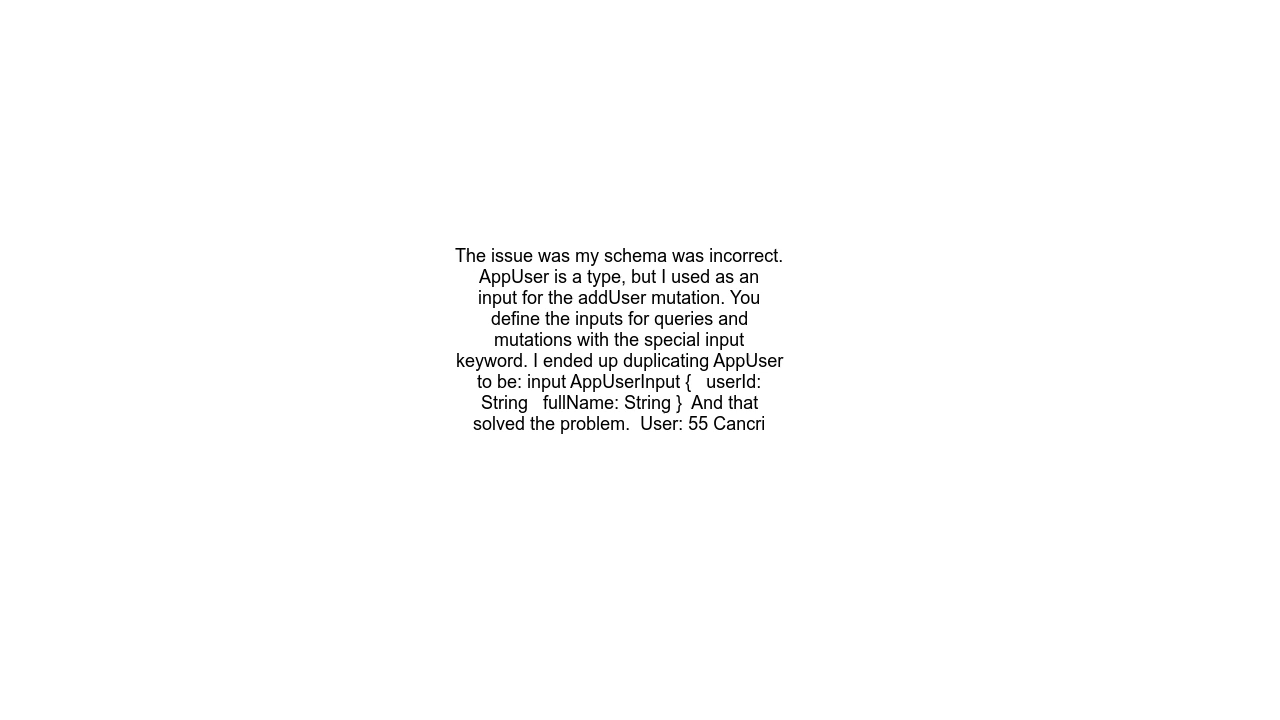 The issue was my schema was incorrect.
AppUser is a type, but I used as an
input for the addUser mutation. You
define the inputs for queries and
mutations with the special input
keyword. I ended up duplicating AppUser
to be: input AppUserInput {   userId:
String   fullName: String }  And that
solved the problem.  User: 55 Cancri